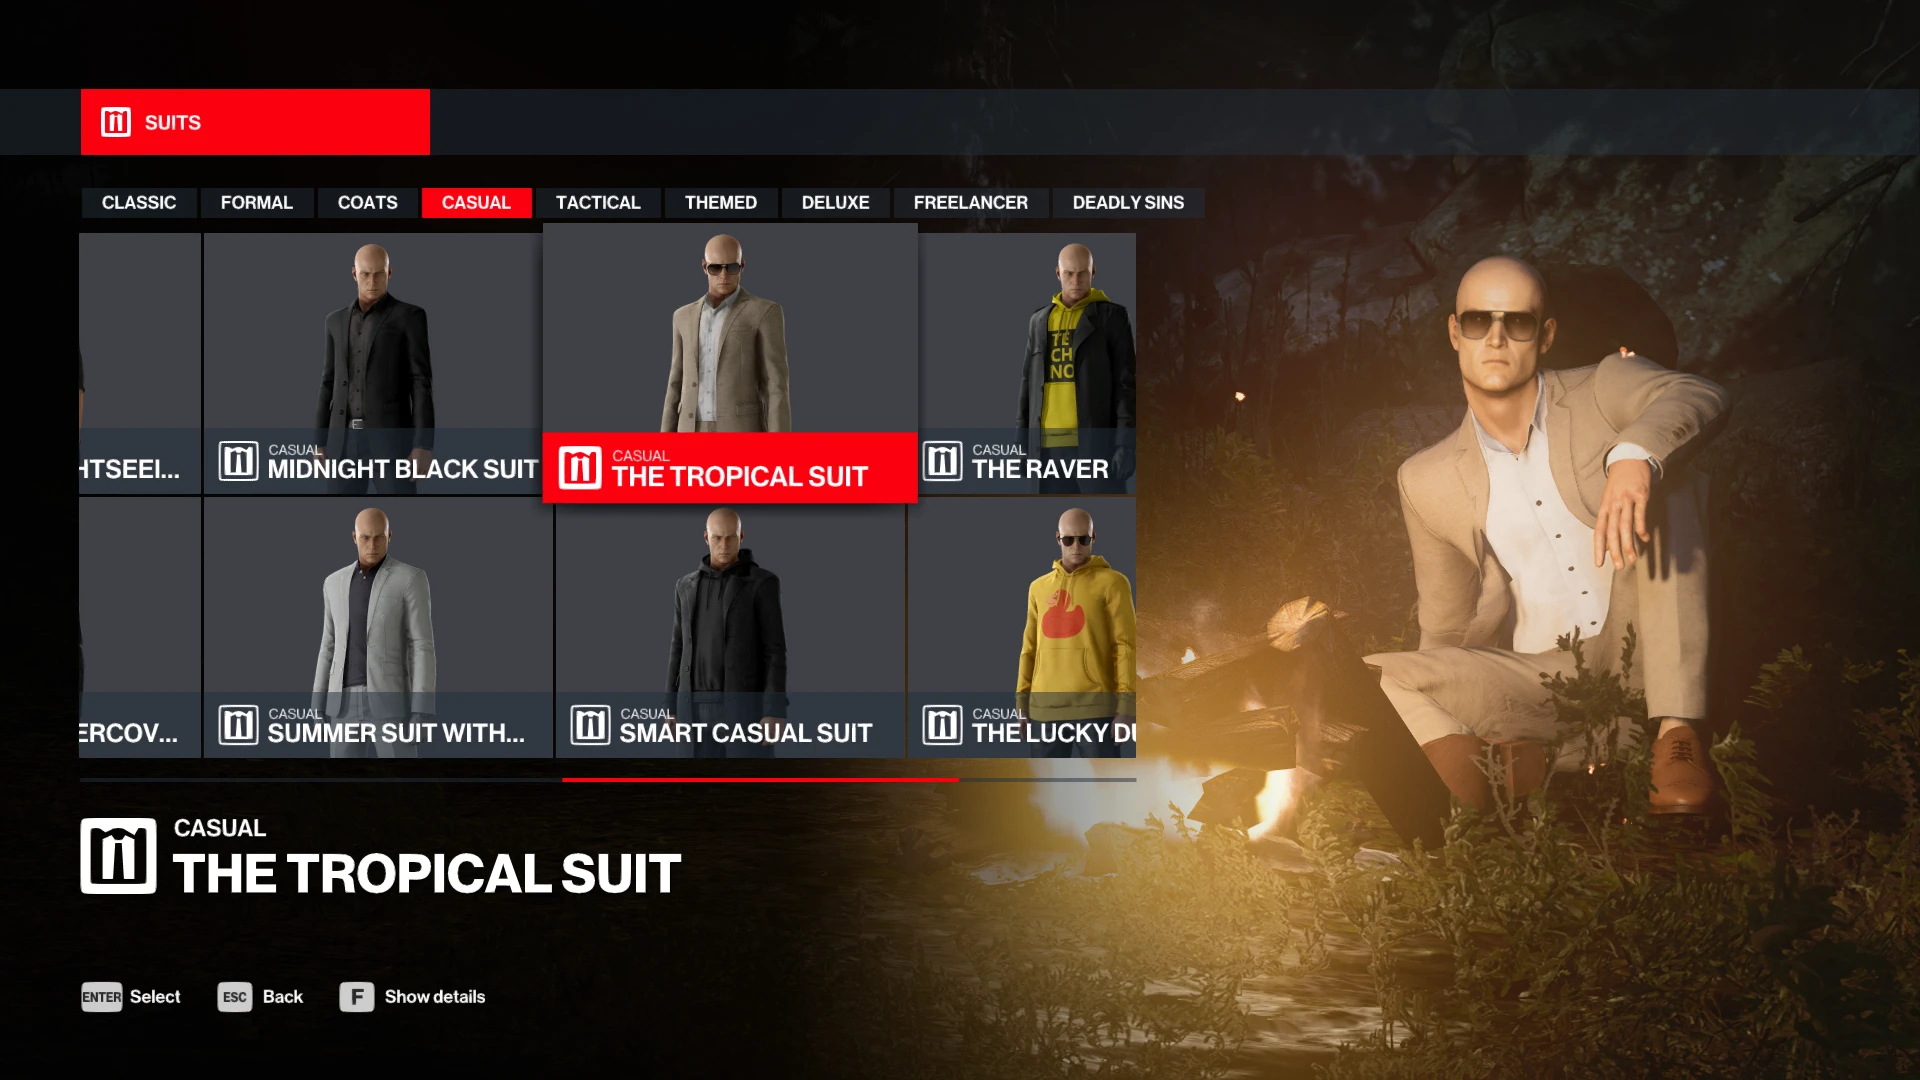 SUITS
CLASSIC FORMAL COATS CASUAL TACTICAL THEMED DELUXE FREELANCER DEADLY SINS
HTSEEI...
CASUAL
MIDNIGHT BLACK SUIT
CASUAL
THE TROPICAL SUIT
CASUAL
THE RAVER
TE
CH
NO
ERCOV...
CASUAL
SUMMER SUIT WITH...
CASUAL
SMART CASUAL SUIT
CASUAL
THE LUCKY DU
CASUAL
THE TROPICAL SUIT
ENTER Select ESC Back F Show details